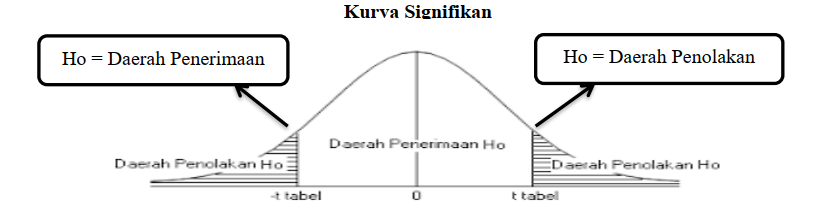 Kurva Signifikan
Ho = Daerah Penerimaan
Ho = Daerah Penolakan
Daerah Penerimaan Ho
Daerah Penolakan Ho
Daerah Penolakan Ho
-t tabel
0
t tabel